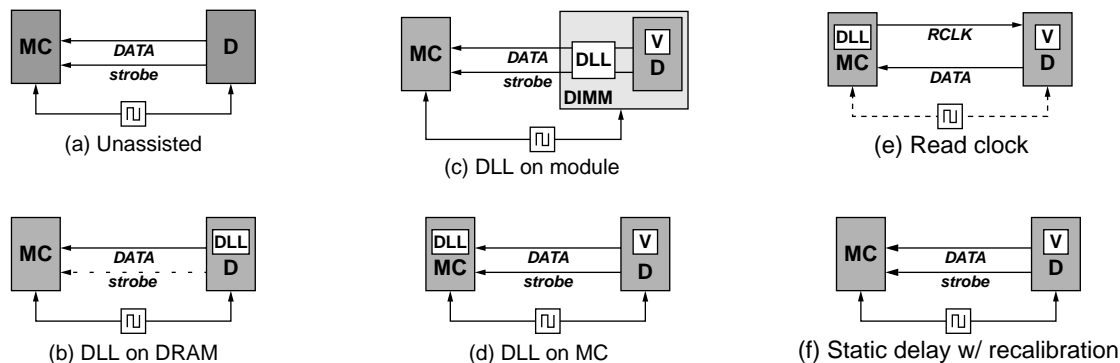 MC
DATA
strobe
D
(a) Unassisted
MC
DATA
strobe
DLL
D
(b) DLL on DRAM
MC
DATA
strobe
DLL
V
D
DIMM
(c) DLL on module
DLL
MC
DATA
strobe
V
D
(d) DLL on MC
DLL
MC
RCLK
DATA
V
D
(e) Read clock
MC
DATA
strobe
V
D
(f) Static delay w/ recalibration